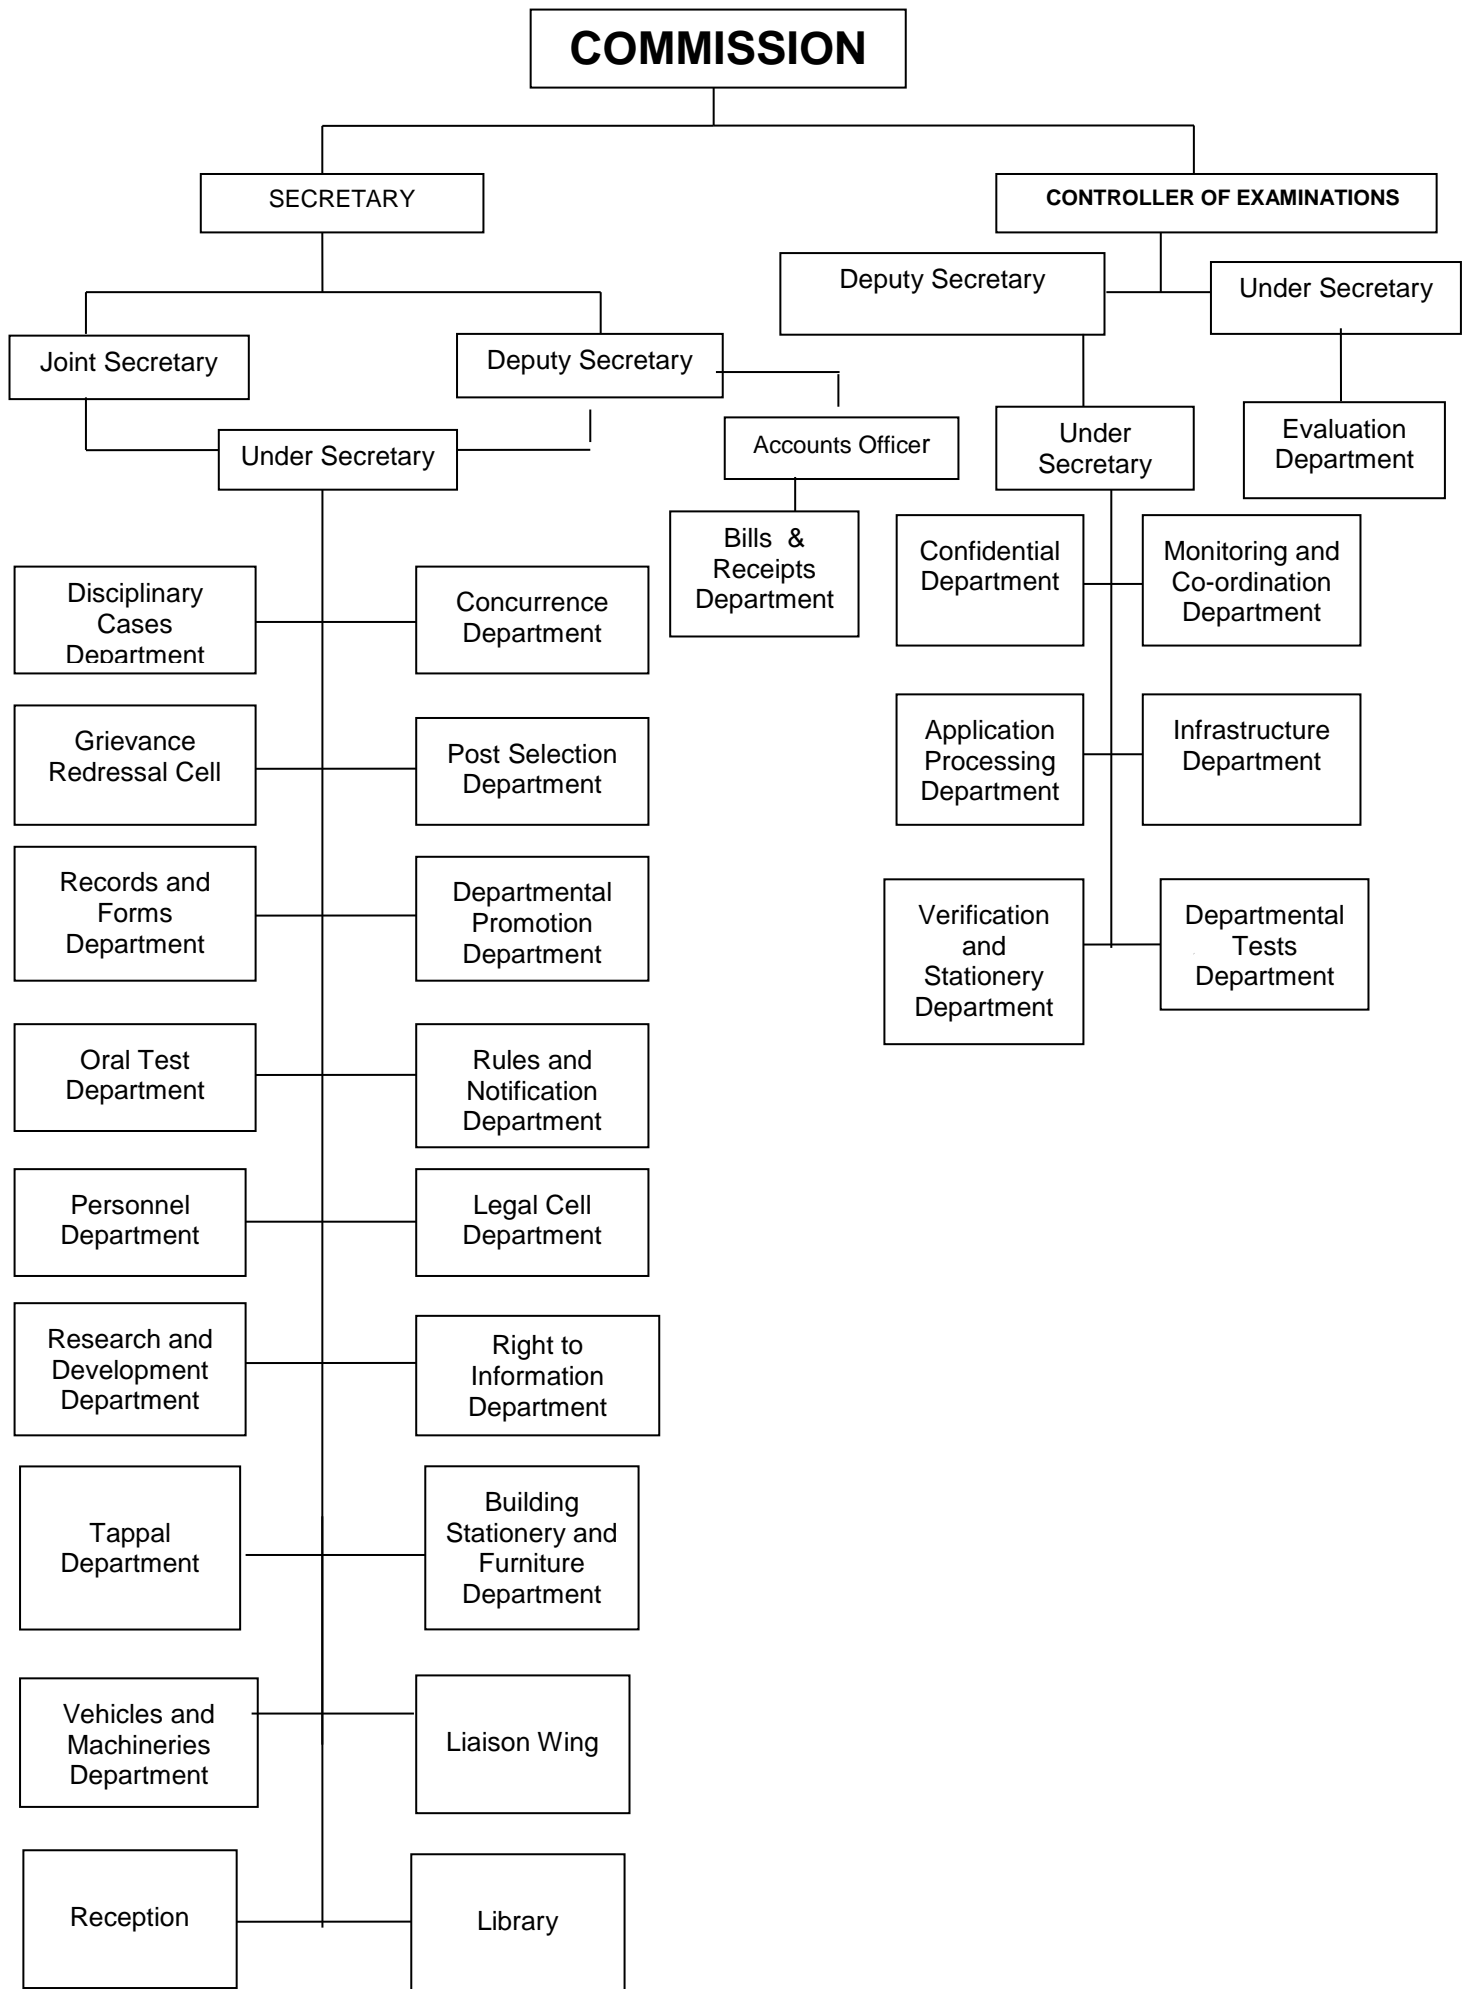 COMMISSION
SECRETARY
CONTROLLER OF EXAMINATIONS
Deputy Secretary
Under Secretary
Joint Secretary
Deputy Secretary
Under Secretary
Accounts Officer
Under
Secretary
Evaluation
Department
Bills &
Receipts
Department
Confidential
Department
Monitoring and
Co-ordination
Department
Disciplinary
Cases
Department
Concurrence
Department
Grievance
Redressal Cell
Post Selection
Department
Application
Processing
Department
Infrastructure
Department
Records and
Forms
Department
Departmental
Promotion
Department
Verification
and
Stationery
Department
Departmental
Tests
Department
Oral Test
Department
Rules and
Notification
Department
Personnel
Department
Legal Cell
Department
Research and
Development
Department
Right to
Information
Department
Tappal
Department
Building
Stationery and
Furniture
Department
Vehicles and
Machineries
Department
Liaison Wing
Reception
Library